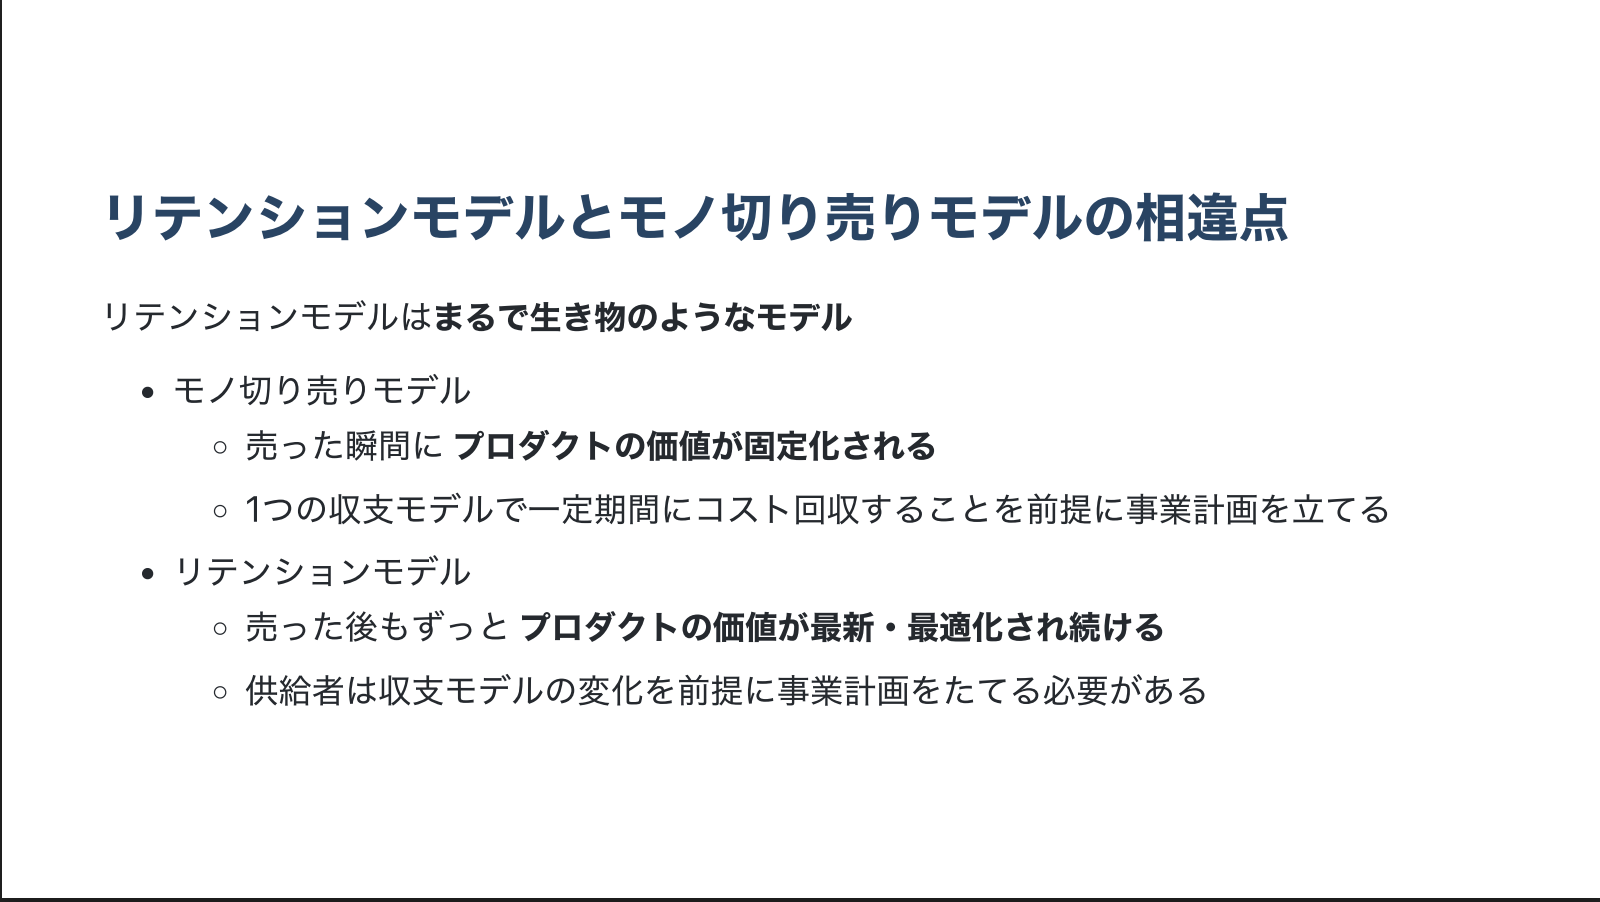 リテンションモデルとモノ切り売りモデルの相違点
リテンションモデルはまるで生き物のようなモデル
モノ切り売りモデル
売った瞬間に プロダクトの価値が固定化される
1つの収支モデルで一定期間にコスト回収することを前提に事業計画を立てる
リテンションモデル
売った後もずっと プロダクトの価値が最新・最適化され続ける
供給者は収支モデルの変化を前提に事業計画をたてる必要がある